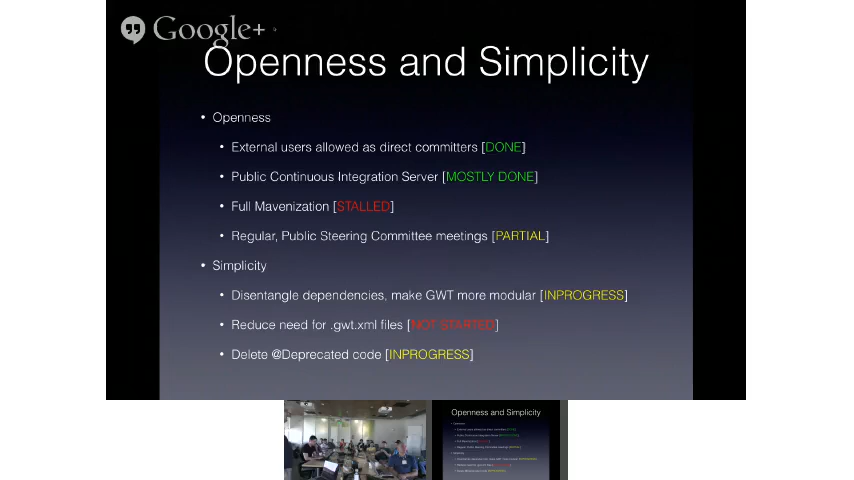 Google+
Openness and Simplicity
• Openness
• External users allowed as direct committers [DONE]
• Public Continuous Integration Server [MOSTLY DONE]
• Full Mavenization [STALLED]
• Regular, Public Steering Committee meetings [PARTIAL]
• Simplicity
• Disentangle dependencies, make GWT more modular [INPROGRESS]
• Reduce need for .gwt.xml files [NOT STARTED]
• Delete @Deprecated code [INPROGRESS]
Openness and Simplicity